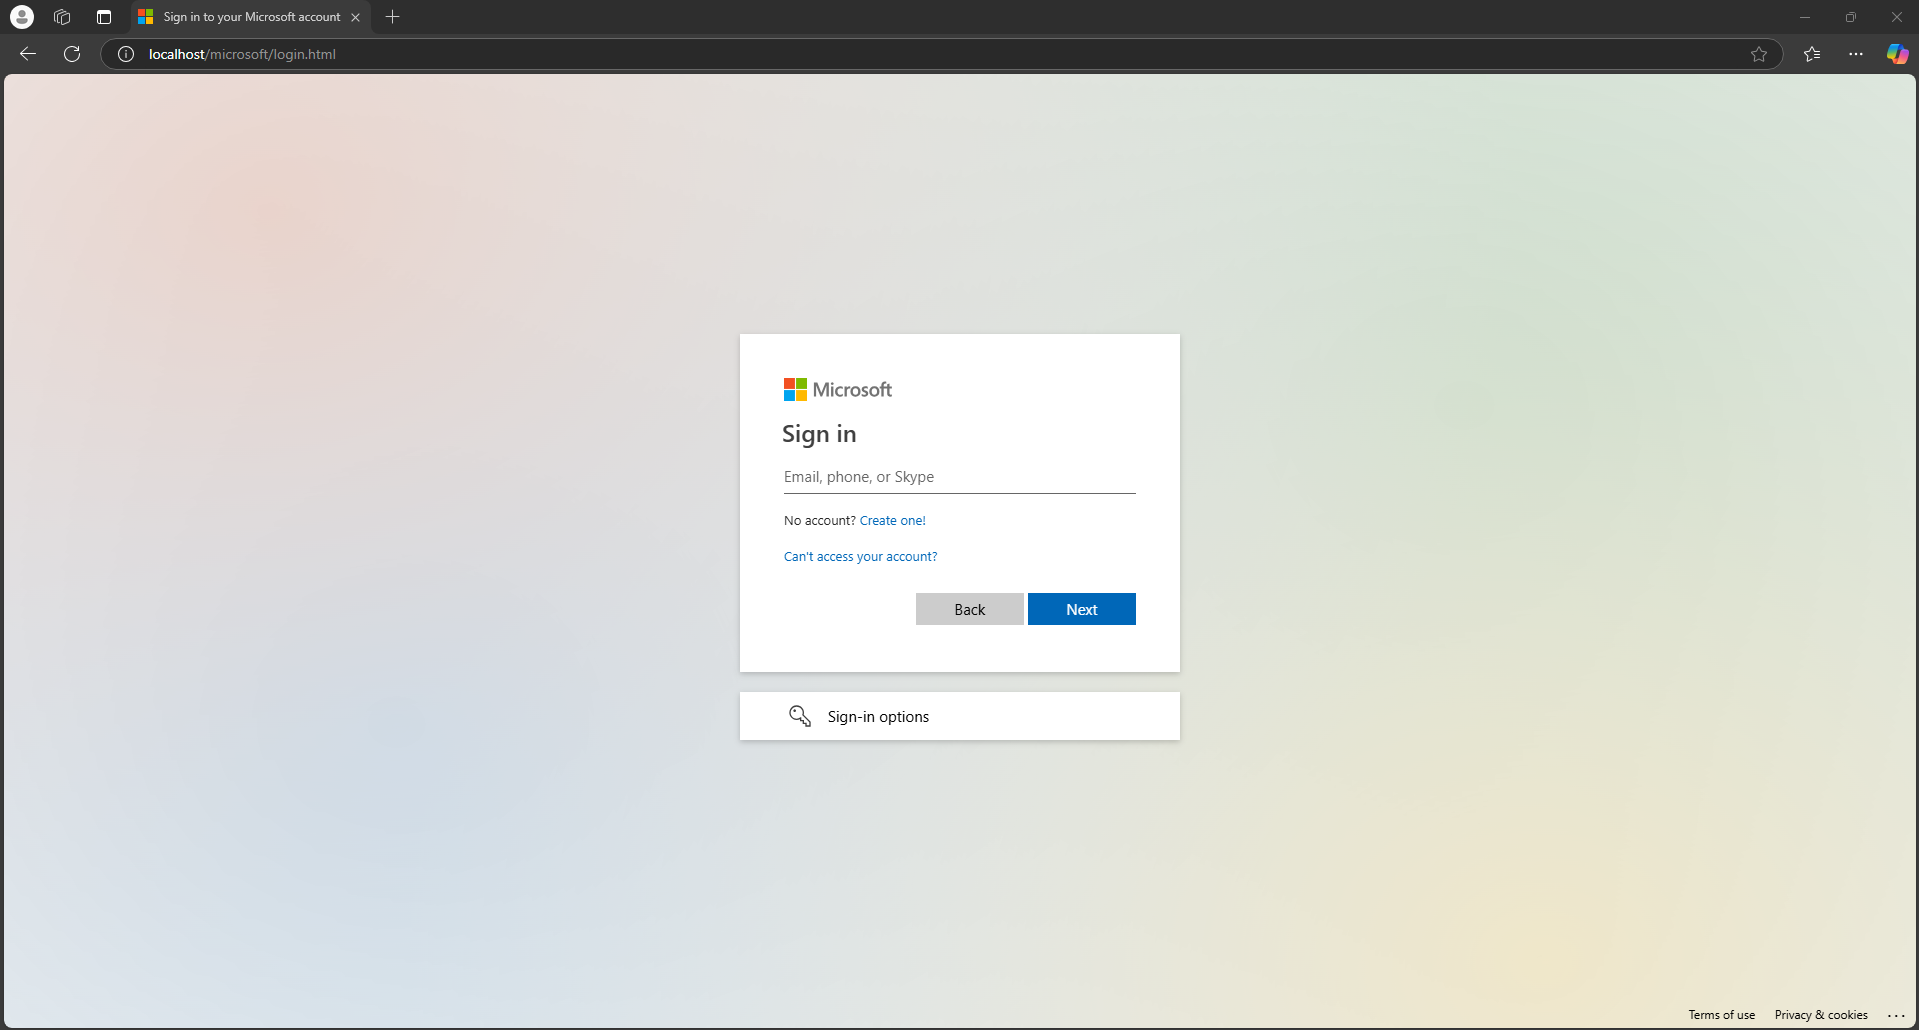 Sign in to your Microsoft account
localhost/microsoft/login.html
Microsoft
Sign in
Email, phone, or Skype
No account? Create one!
Can't access your account?
Back Next
Sign-in options
Terms of use Privacy & cookies ...